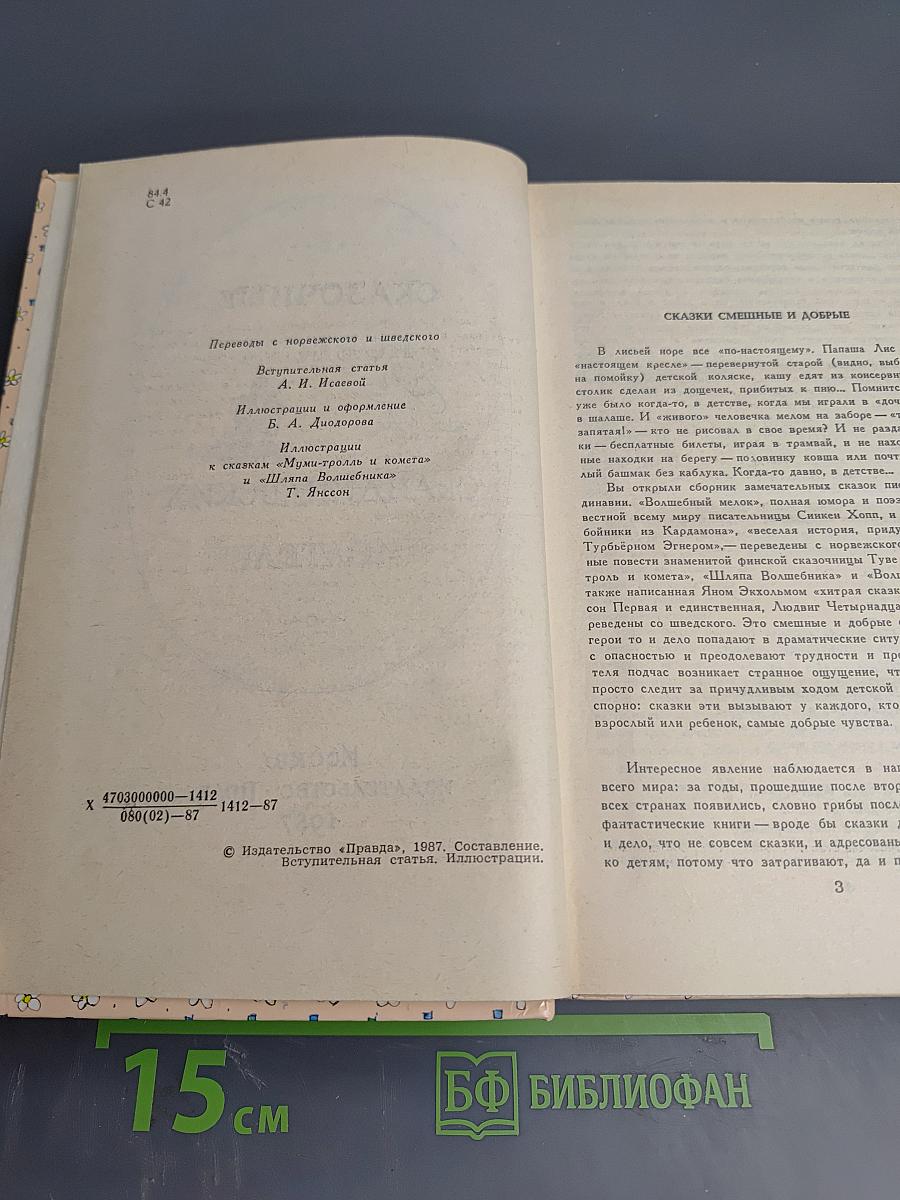 84.4
С 42
Переводы с норвежского и шведского
Вступительная статья
А. И. Исаевой
Иллюстрации и оформление
Б. А. Диодорова
Иллюстрации
к сказкам «Муми-тролль и комета»
и «Шляпа Волшебника»
Т. Янссон
Х 4703000000—1412
080(02)—87 1412—87
© Издательство «Правда», 1987. Составление.
Вступительная статья. Иллюстрации.
СКАЗКИ СМЕШНЫЕ И ДОБРЫЕ
В лисьей норе все «по-настоящему». Папаша Лис
«настоящем кресле» — перевернутой старой (видно, выб
на помойку) детской коляске, кашу едят из консерви
столик сделан из дощечек, прибитых к пню... Помнитс
уже было когда-то, в детстве, когда мы играли в «доч
в шалаше. И «живого» человечка мелом на заборе — «т
запятая!» — кто не рисовал в свое время? И не разда
ки — бесплатные билеты, играя в трамвай, и не нахо
ные находки на берегу — половинку ковша или почт
лый башмак без каблука. Когда-то давно, в детстве...
Вы открыли сборник замечательных сказок пис
динавии. «Волшебный мелок», полная юмора и поэз
вестной всему миру писательницы Синкен Хопп, и
бойники из Кардамона», «веселая история, приду
Турбьёрном Эгнером»,— переведены с норвежского
ные повести знаменитой финской сказочницы Туве
троль и комета», «Шляпа Волшебника» и «Вол
также написанная Яном Экхольмом «хитрая сказк
сон Первая и единственная, Людвиг Четырнадца
реведены со шведского. Это смешные и добрые
герои то и дело попадают в драматические ситу
с опасностью и преодолевают трудности и пре
теля подчас возникает странное ощущение, чт
просто следит за причудливым ходом детской
спорно: сказки эти вызывают у каждого, кто
взрослый или ребенок, самые добрые чувства.
Интересное явление наблюдается в наш
всего мира: за годы, прошедшие после втор
всех странах появились, словно грибы посл
фантастические книги — вроде бы сказки д
и дело, что не совсем сказки, и адресованы
ко детям, потому что затрагивают, да и п
3
15 см
БФ БИБЛИОФАН